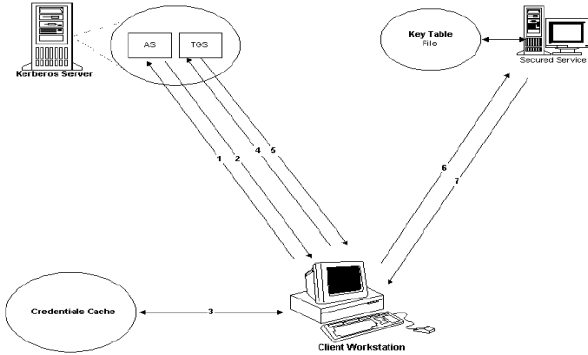 AS
TGS
Kerberos Server
Key Table
File
Secured Service
1
2
4
5
6
7
Credentials Cache
3
Client Workstation